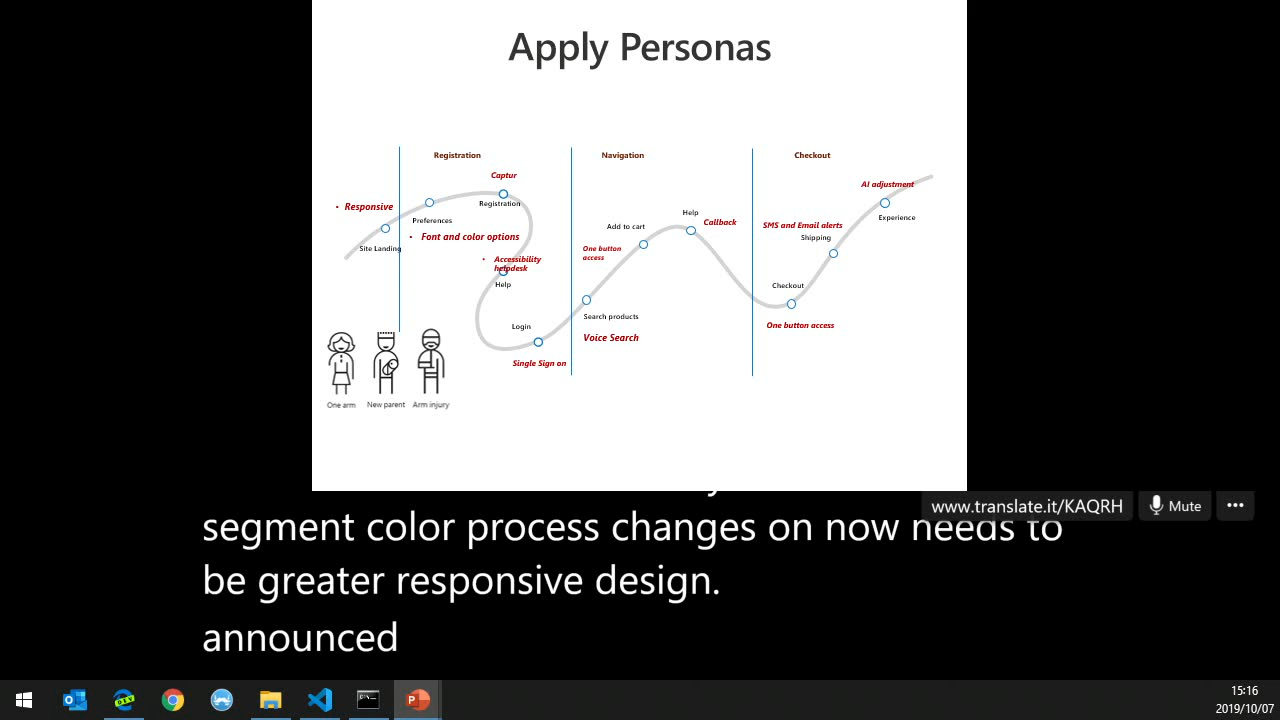 Apply Personas
Registration
Navigation
Checkout
Captur
AI adjustment
• Responsive
Registration
Preferences
Help
Experience
Callback
Add to cart
SMS and Email alerts
• Font and color options
Shipping
Site Landing
One button
access
• Accessibility
helpdesk
Help
Checkout
Search products
Login
One button access
Voice Search
Single Sign on
One arm
New parent
Arm injury
www.translate.it/KAQRH
Mute
segment color process changes on now needs to
be greater responsive design.
announced
DEV
P
15:16
2019/10/07